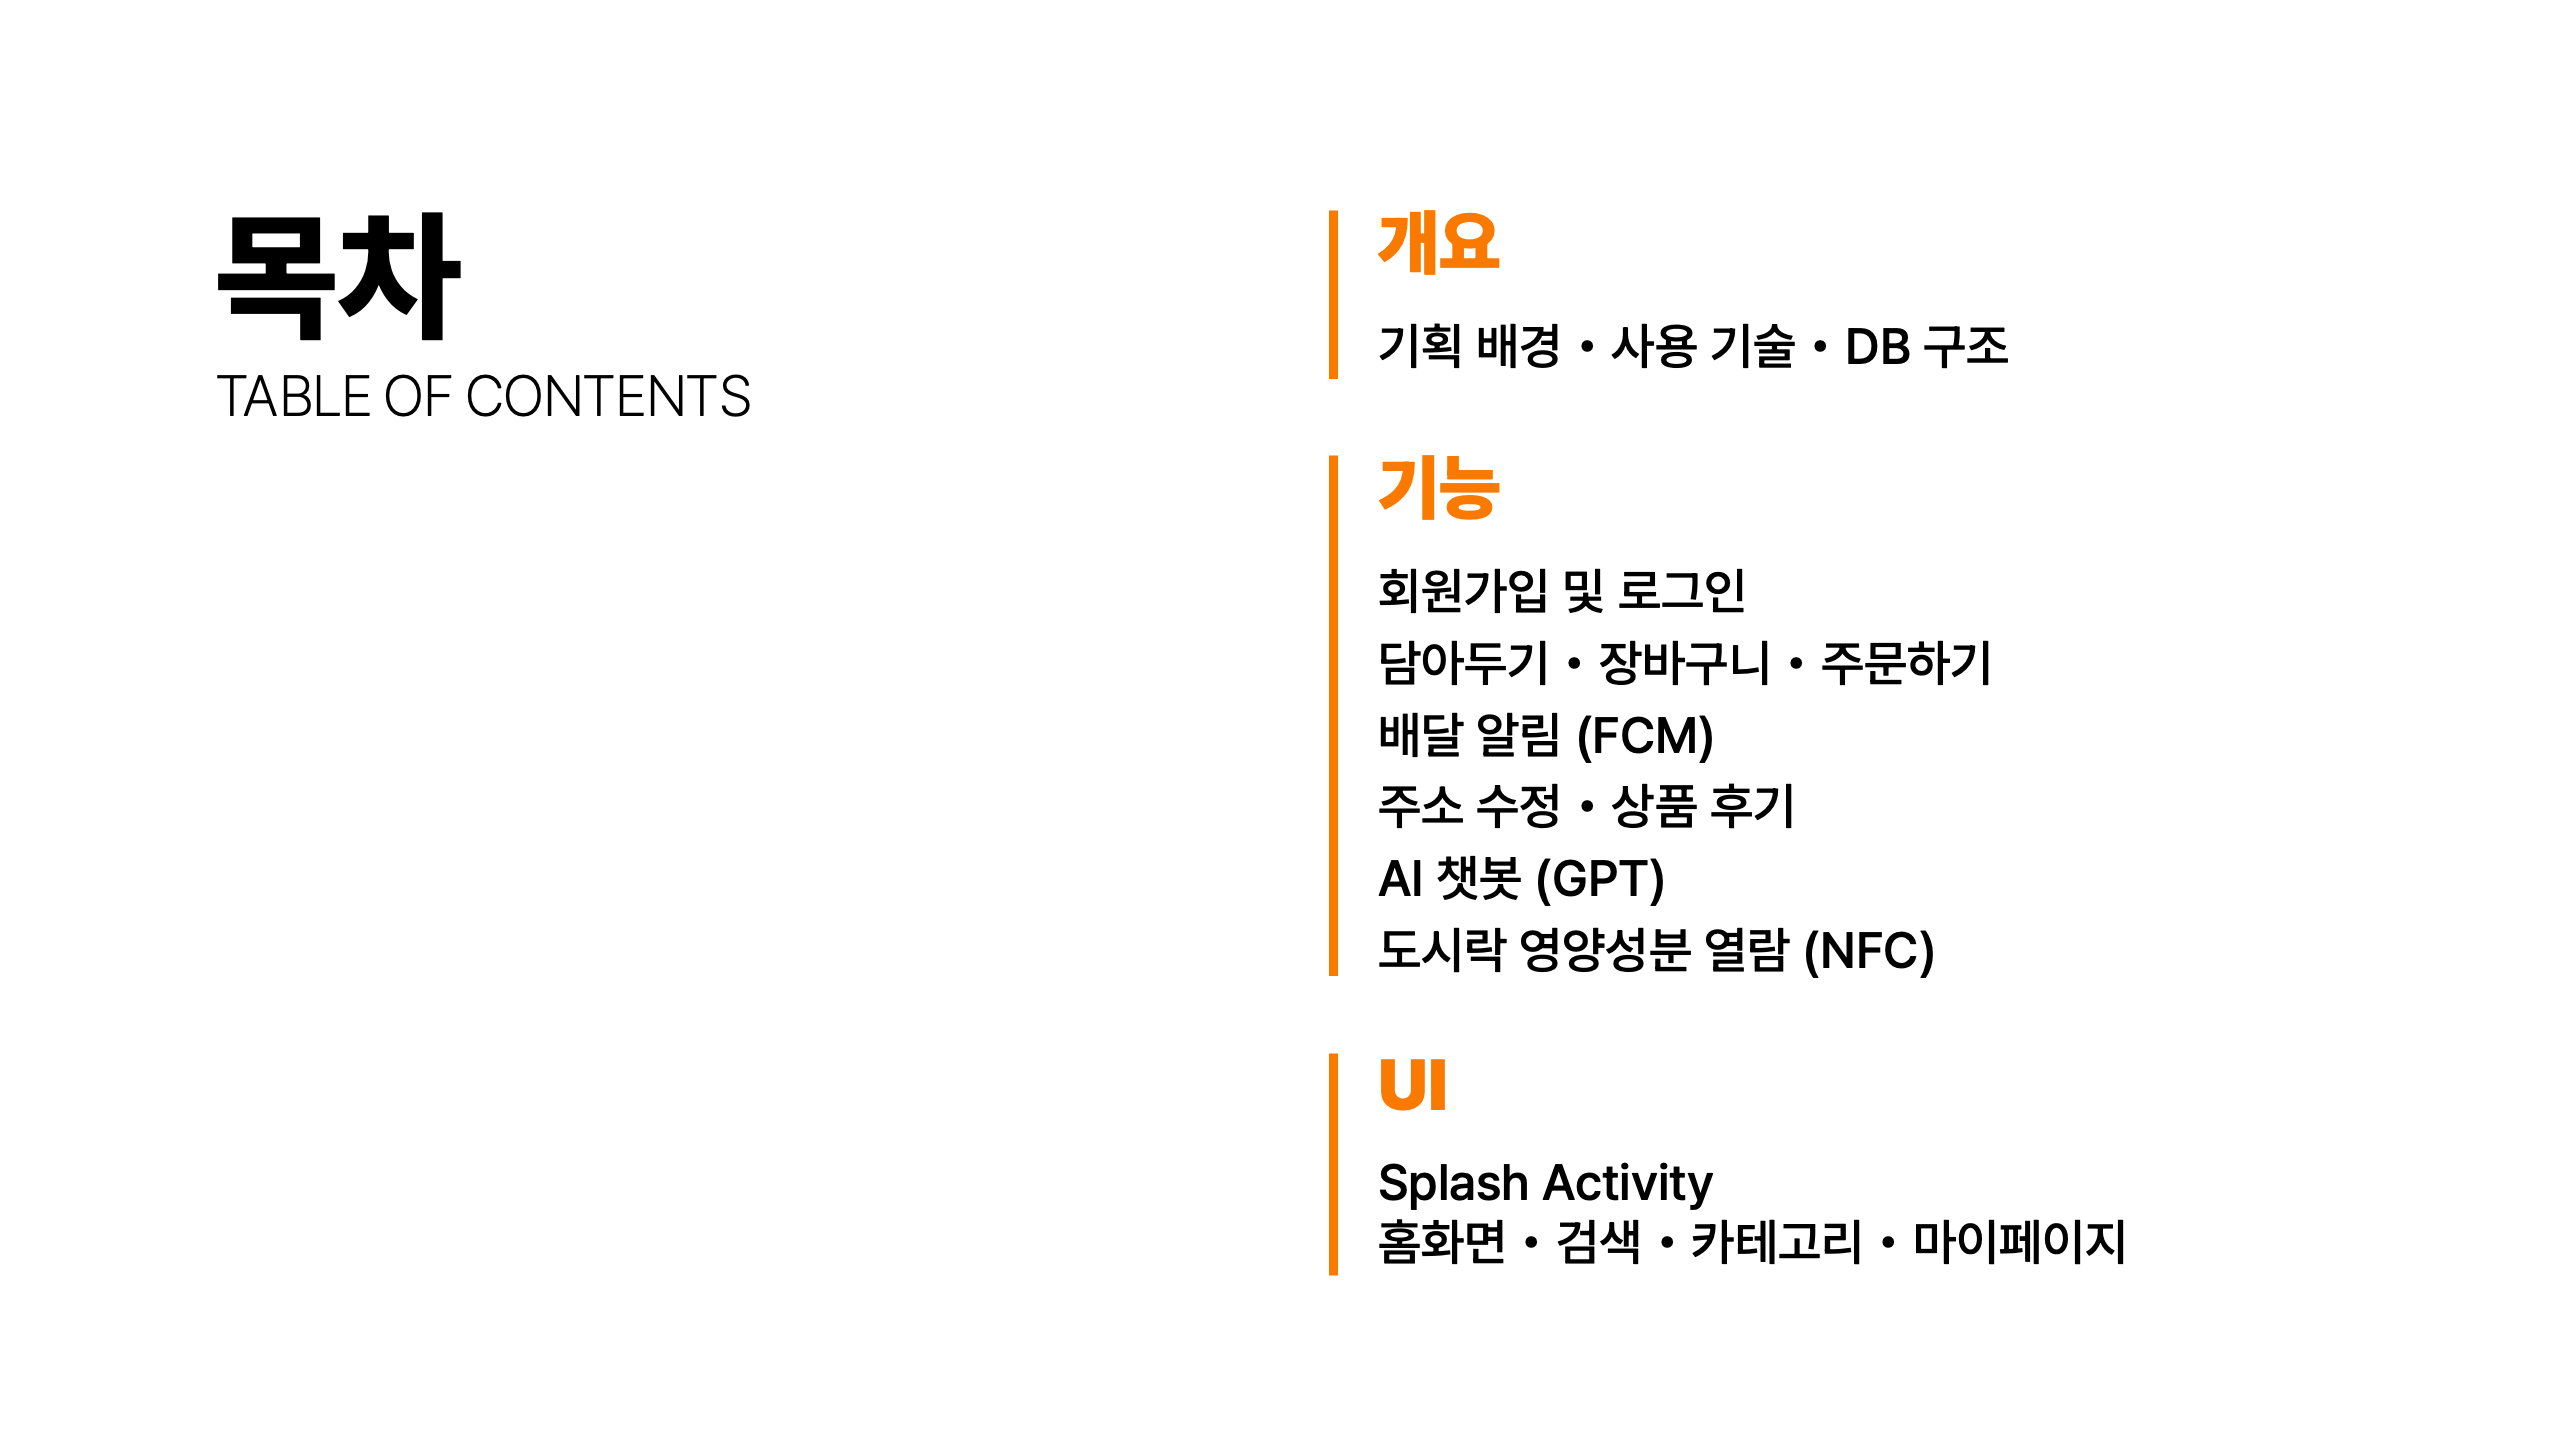 목차
TABLE OF CONTENTS
개요
기획 배경 • 사용 기술 • DB 구조
기능
회원가입 및 로그인
담아두기 • 장바구니 • 주문하기
배달 알림 (FCM)
주소 수정 • 상품 후기
AI 챗봇 (GPT)
도시락 영양성분 열람 (NFC)
UI
Splash Activity
홈화면 • 검색 • 카테고리 • 마이페이지